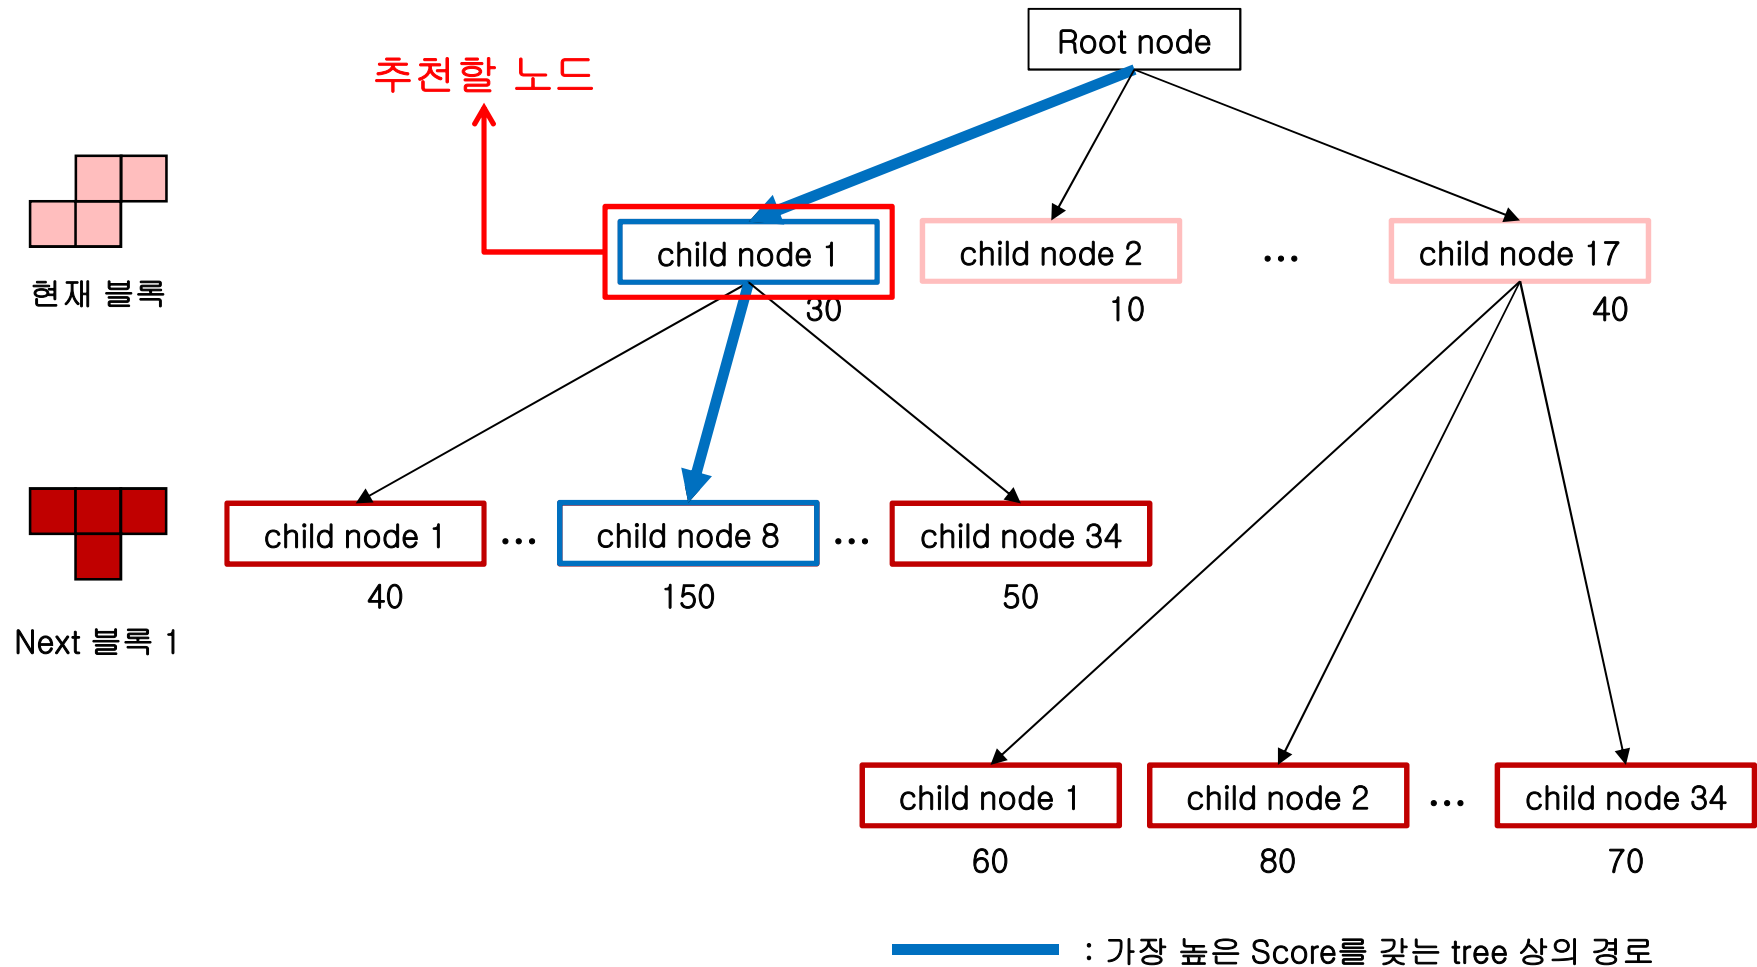 Root node
추천할 노드
child node 1
child node 2
...
child node 17
현재 블록
30
10
40
child node 1
...
child node 8
...
child node 34
40
150
50
Next 블록 1
child node 1
child node 2
...
child node 34
60
80
70
: 가장 높은 Score를 갖는 tree 상의 경로